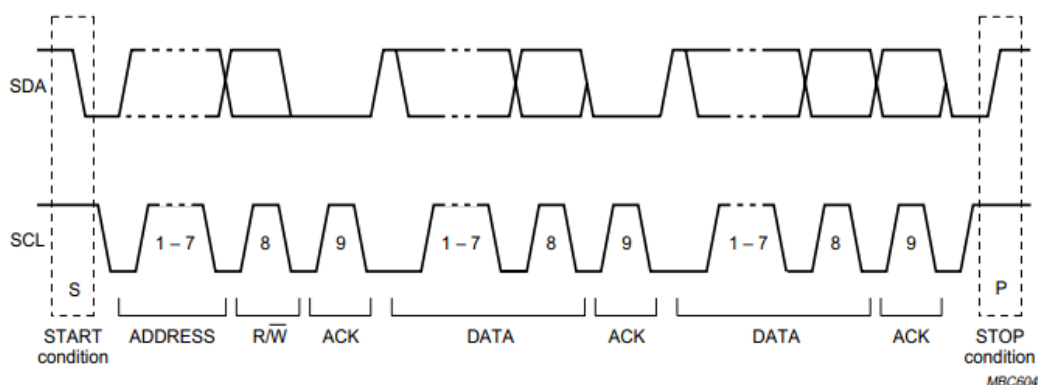 SDA
SCL
1 – 7
8
9
1 – 7
8
9
1 – 7
8
9
S
P
START
condition
ADDRESS
R/W̅
ACK
DATA
ACK
DATA
ACK
STOP
condition
MBC604